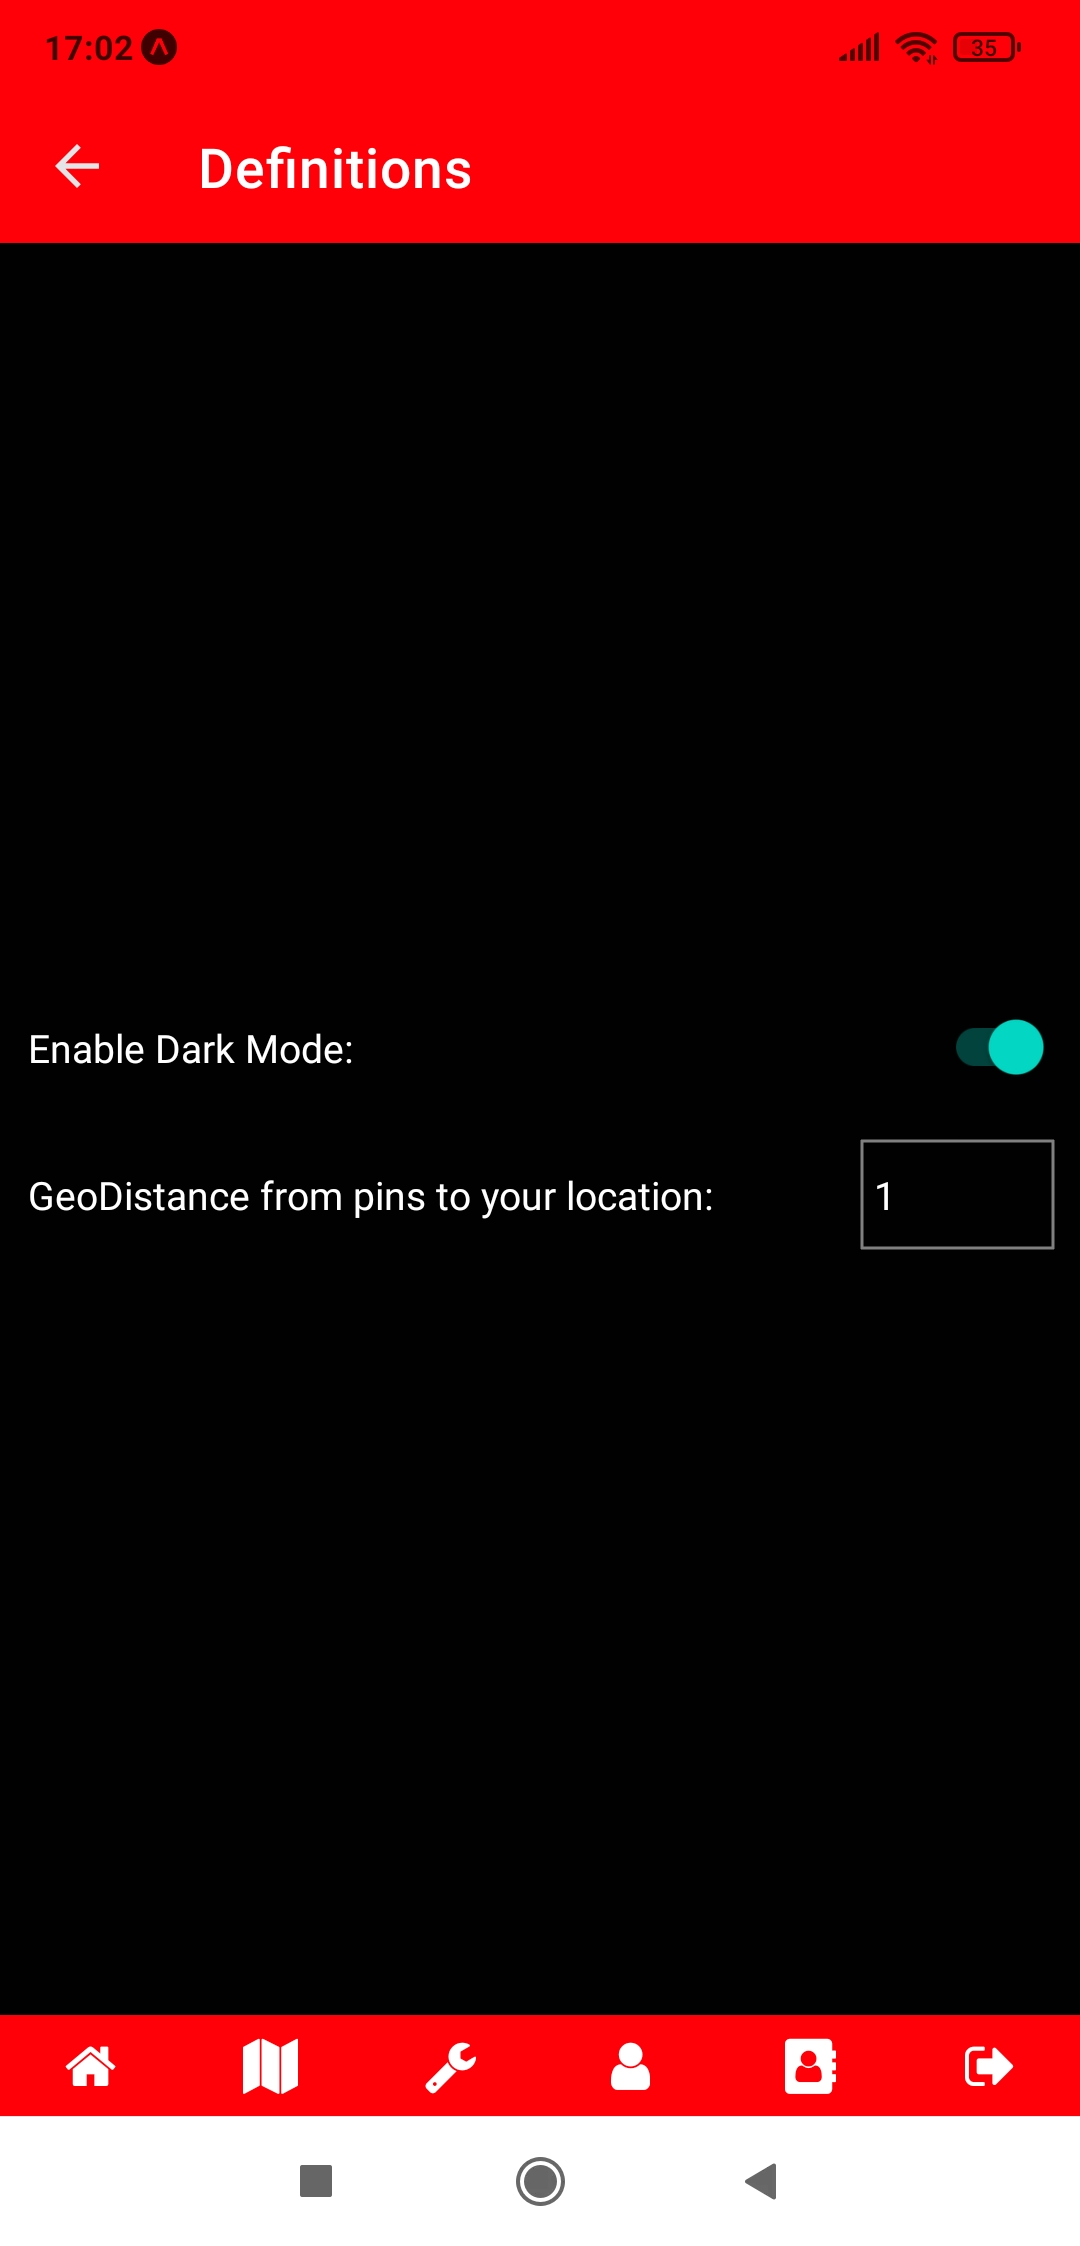 17:02
35
Definitions
Enable Dark Mode:
GeoDistance from pins to your location:
1